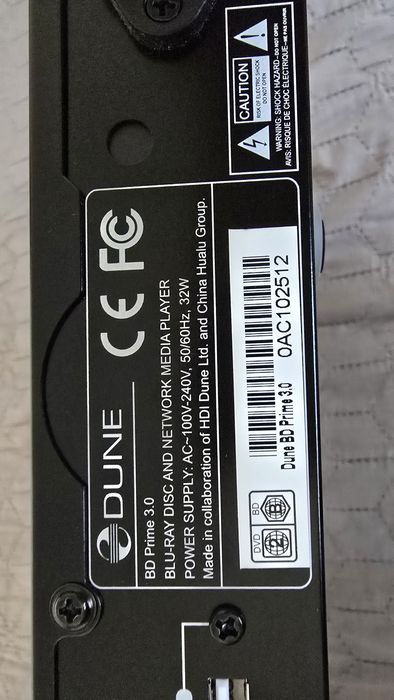 DUNE
CE FC
BD Prime 3.0
BLU-RAY DISC AND NETWORK MEDIA PLAYER
POWER SUPPLY: AC~100V-240V, 50/60Hz, 32W
Made in collaboration of HDI Dune Ltd. and China Hualu Group.
DVD BD
2 B
Dune BD Prime 3.0 0AC102512
CAUTION
RISK OF ELECTRIC SHOCK
DO NOT OPEN
WARNING: SHOCK HAZARD-DO NOT OPEN
AVIS: RISQUE DE CHOC ÉLECTRIQUE-NE PAS OUVRIR